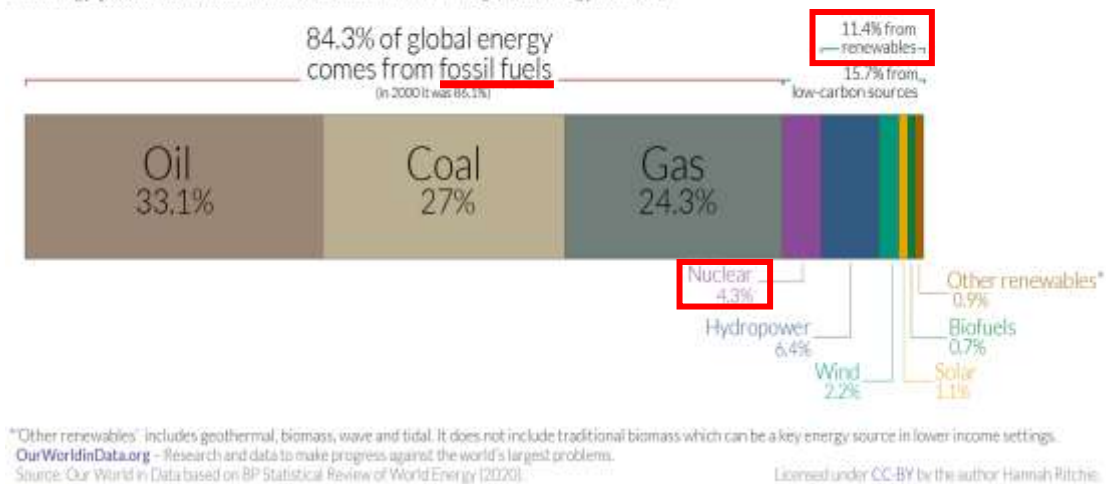 84.3% of global energy
comes from fossil fuels
(in 2000 it was 86.1%)
11.4% from
renewables
15.7% from
low-carbon sources
Oil
33.1%
Coal
27%
Gas
24.3%
Nuclear
4.3%
Hydropower
6.4%
Wind
2.2%
Solar
1.1%
Biofuels
0.7%
Other renewables*
0.9%
*'Other renewables' includes geothermal, biomass, wave and tidal. It does not include traditional biomass which can be a key energy source in lower income settings.
OurWorldinData.org – Research and data to make progress against the world's largest problems.
Source: Our World in Data based on BP Statistical Review of World Energy (2020).
Licensed under CC-BY by the author Hannah Ritchie.